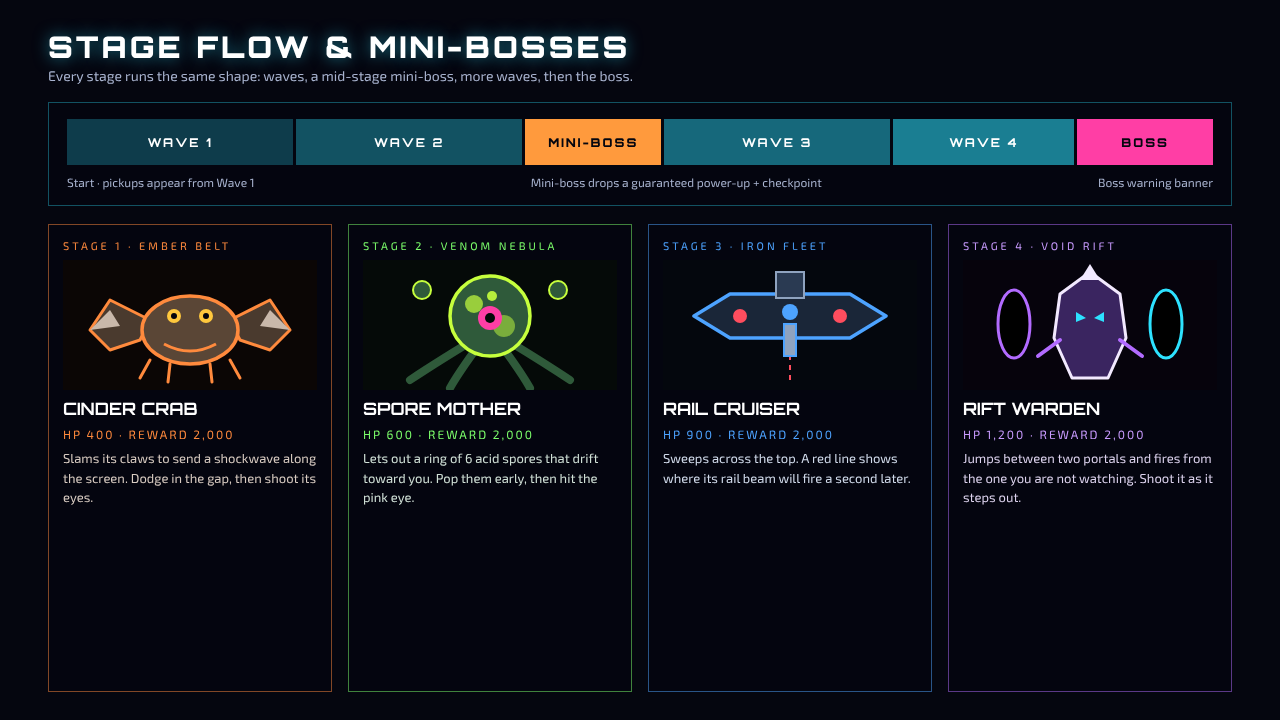 STAGE FLOW & MINI-BOSSES
Every stage runs the same shape: waves, a mid-stage mini-boss, more waves, then the boss.
WAVE 1
WAVE 2
MINI-BOSS
WAVE 3
WAVE 4
BOSS
Start · pickups appear from Wave 1
Mini-boss drops a guaranteed power-up + checkpoint
Boss warning banner
STAGE 1 · EMBER BELT
CINDER CRAB
HP 400 · REWARD 2,000
Slams its claws to send a shockwave along
the screen. Dodge in the gap, then shoot its
eyes.
STAGE 2 · VENOM NEBULA
SPORE MOTHER
HP 600 · REWARD 2,000
Lets out a ring of 6 acid spores that drift
toward you. Pop them early, then hit the
pink eye.
STAGE 3 · IRON FLEET
RAIL CRUISER
HP 900 · REWARD 2,000
Sweeps across the top. A red line shows
where its rail beam will fire a second later.
STAGE 4 · VOID RIFT
RIFT WARDEN
HP 1,200 · REWARD 2,000
Jumps between two portals and fires from
the one you are not watching. Shoot it as it
steps out.